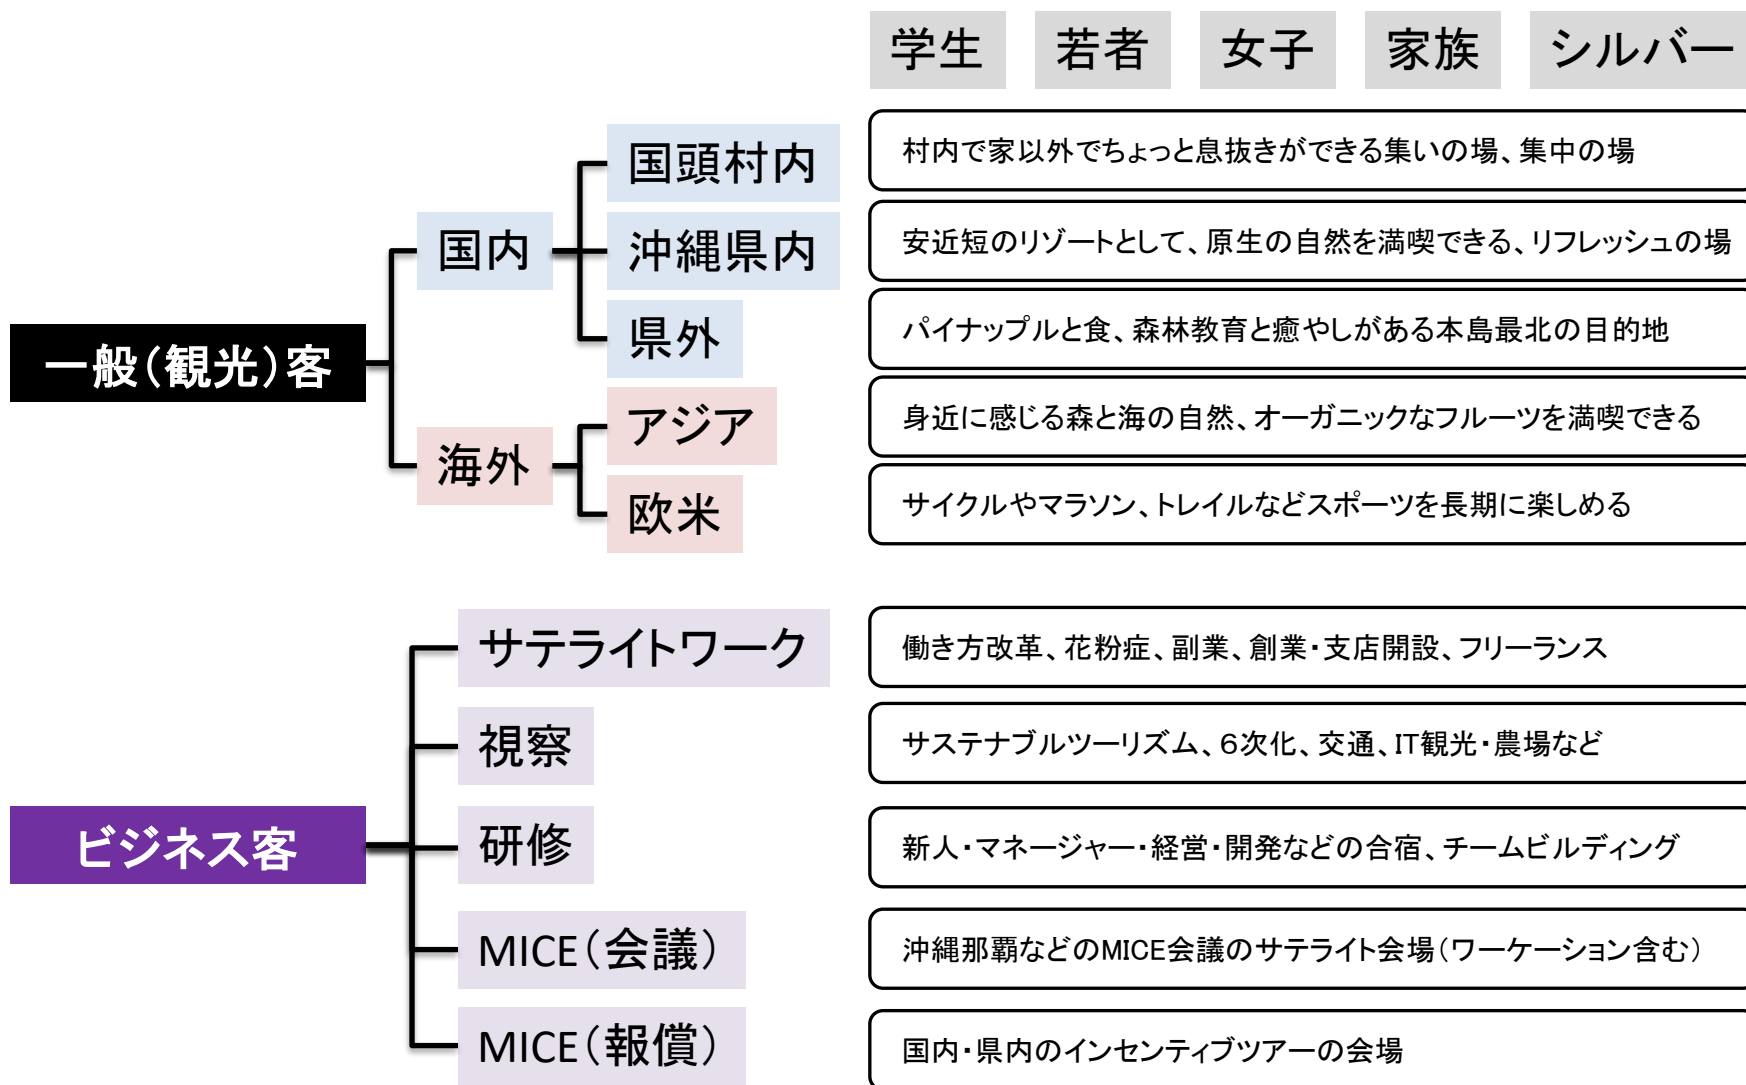 学生 若者 女子 家族 シルバー
国頭村内
村内で家以外でちょっと息抜きができる集いの場、集中の場
国内
沖縄県内
安近短のリゾートとして、原生の自然を満喫できる、リフレッシュの場
県外
パイナップルと食、森林教育と癒やしがある本島最北の目的地
一般（観光）客
アジア
身近に感じる森と海の自然、オーガニックなフルーツを満喫できる
海外
欧米
サイクルやマラソン、トレイルなどスポーツを長期に楽しめる
サテライトワーク
働き方改革、花粉症、副業、創業・支店開設、フリーランス
視察
サステナブルツーリズム、６次化、交通、IT観光・農場など
ビジネス客
研修
新人・マネージャー・経営・開発などの合宿、チームビルディング
MICE（会議）
沖縄那覇などのMICE会議のサテライト会場（ワーケーション含む）
MICE（報償）
国内・県内のインセンティブツアーの会場